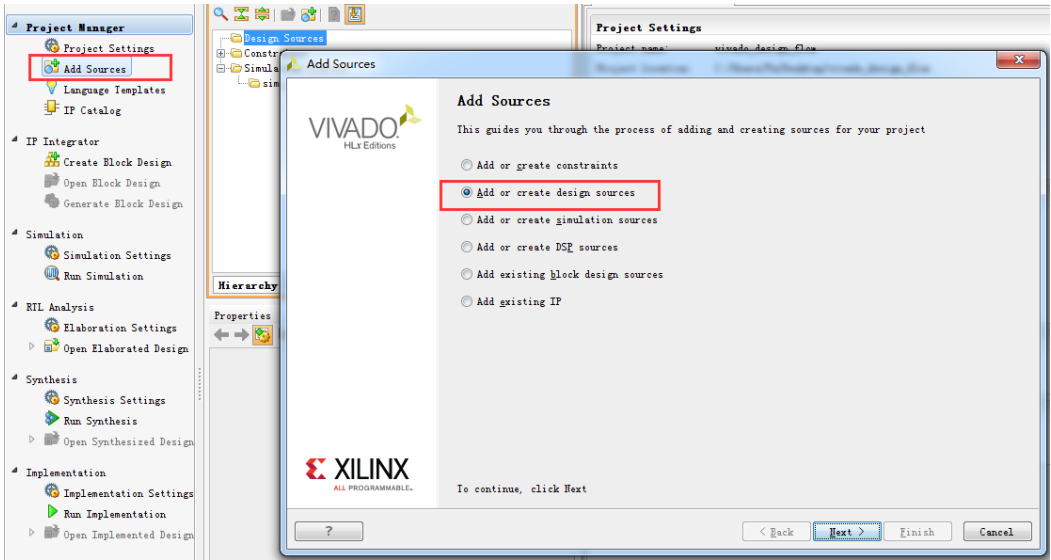 Project Manager
Project Settings
Add Sources
Language Templates
IP Catalog
IP Integrator
Create Block Design
Open Block Design
Generate Block Design
Simulation
Simulation Settings
Run Simulation
RTL Analysis
Elaboration Settings
Open Elaborated Design
Synthesis
Synthesis Settings
Run Synthesis
Open Synthesized Design
Implementation
Implementation Settings
Run Implementation
Open Implemented Design
Design Sources
Constr
Simula
sim
Hierarchy
Properties
Project Settings
Project name: vivado_design_flow
Add Sources
VIVADO
HLx Editions
XILINX
ALL PROGRAMMABLE.
Add Sources
This guides you through the process of adding and creating sources for your project
Add or create constraints
Add or create design sources
Add or create simulation sources
Add or create DSP sources
Add existing block design sources
Add existing IP
To continue, click Next
?
< Back
Next >
Finish
Cancel